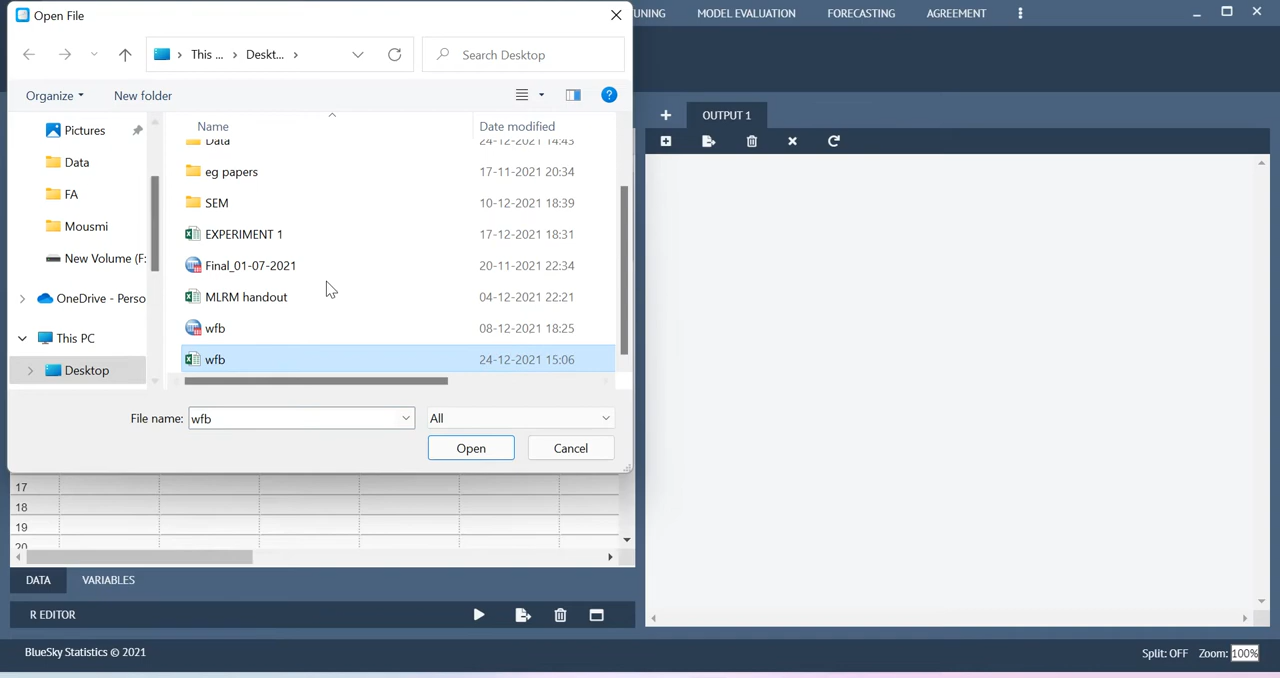 Open File
TUNING MODEL EVALUATION FORECASTING AGREEMENT
This ... Deskt... Search Desktop
Organize New folder
OUTPUT 1
Name Date modified
Pictures
Data
FA
Mousmi
New Volume (F:
OneDrive - Perso
This PC
Desktop
Data 24-12-2021 14:43
eg papers 17-11-2021 20:34
SEM 10-12-2021 18:39
EXPERIMENT 1 17-12-2021 18:31
Final_01-07-2021 20-11-2021 22:34
MLRM handout 04-12-2021 22:21
wfb 08-12-2021 18:25
wfb 24-12-2021 15:06
File name: wfb All
Open Cancel
17
18
19
20
DATA VARIABLES
R EDITOR
BlueSky Statistics © 2021 Split: OFF Zoom: 100%